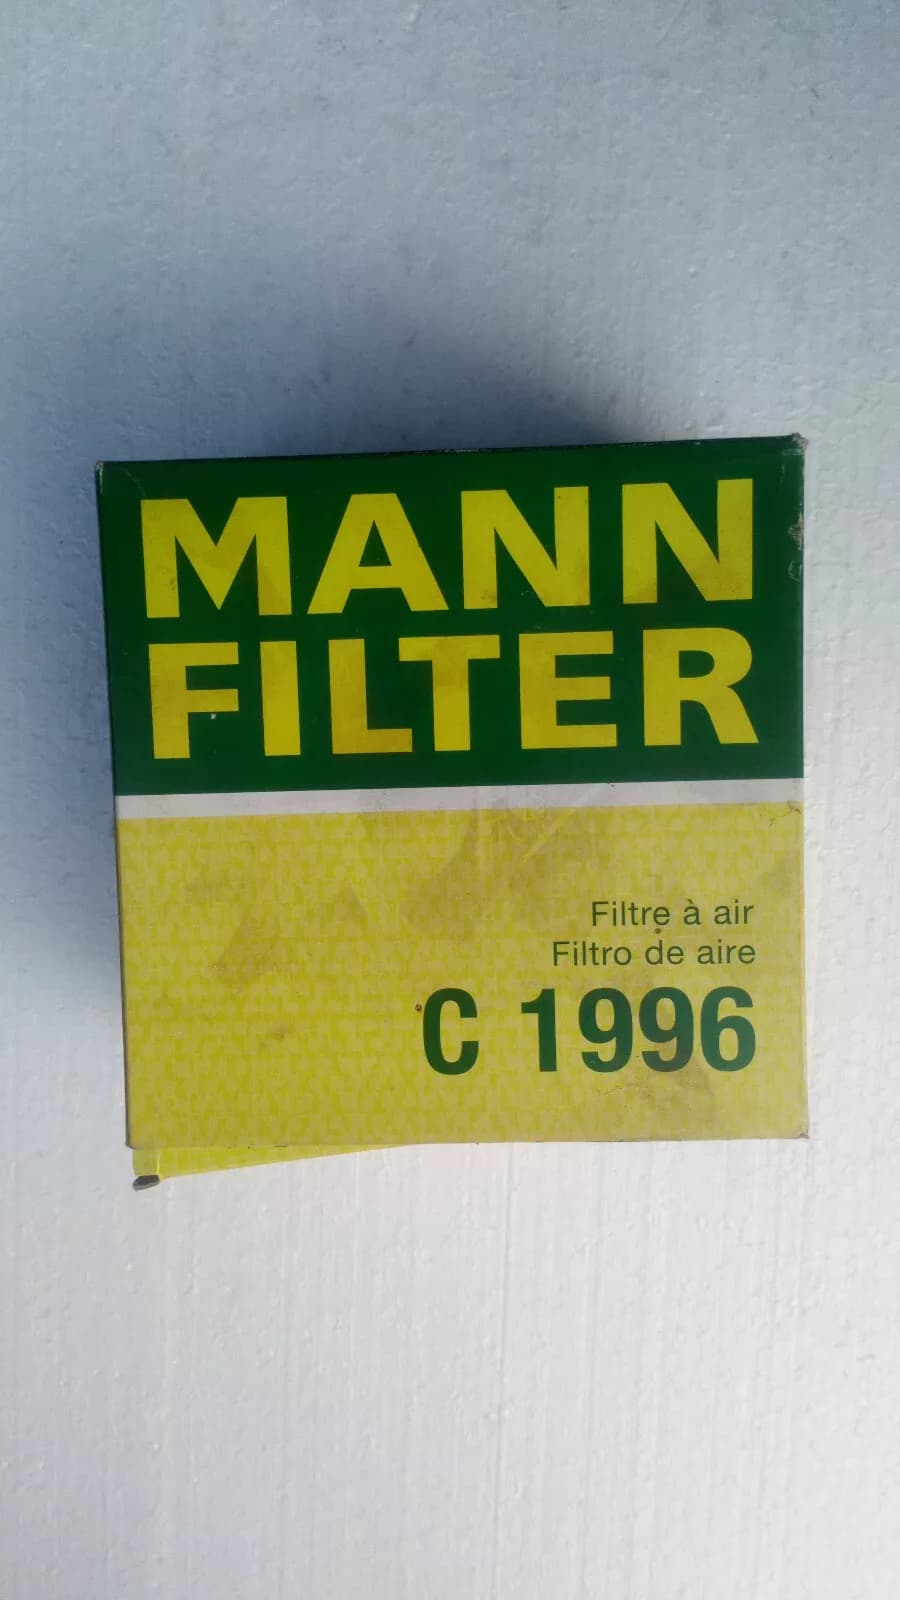 MANN
FILTER
Filtre à air
Filtro de aire
C 1996